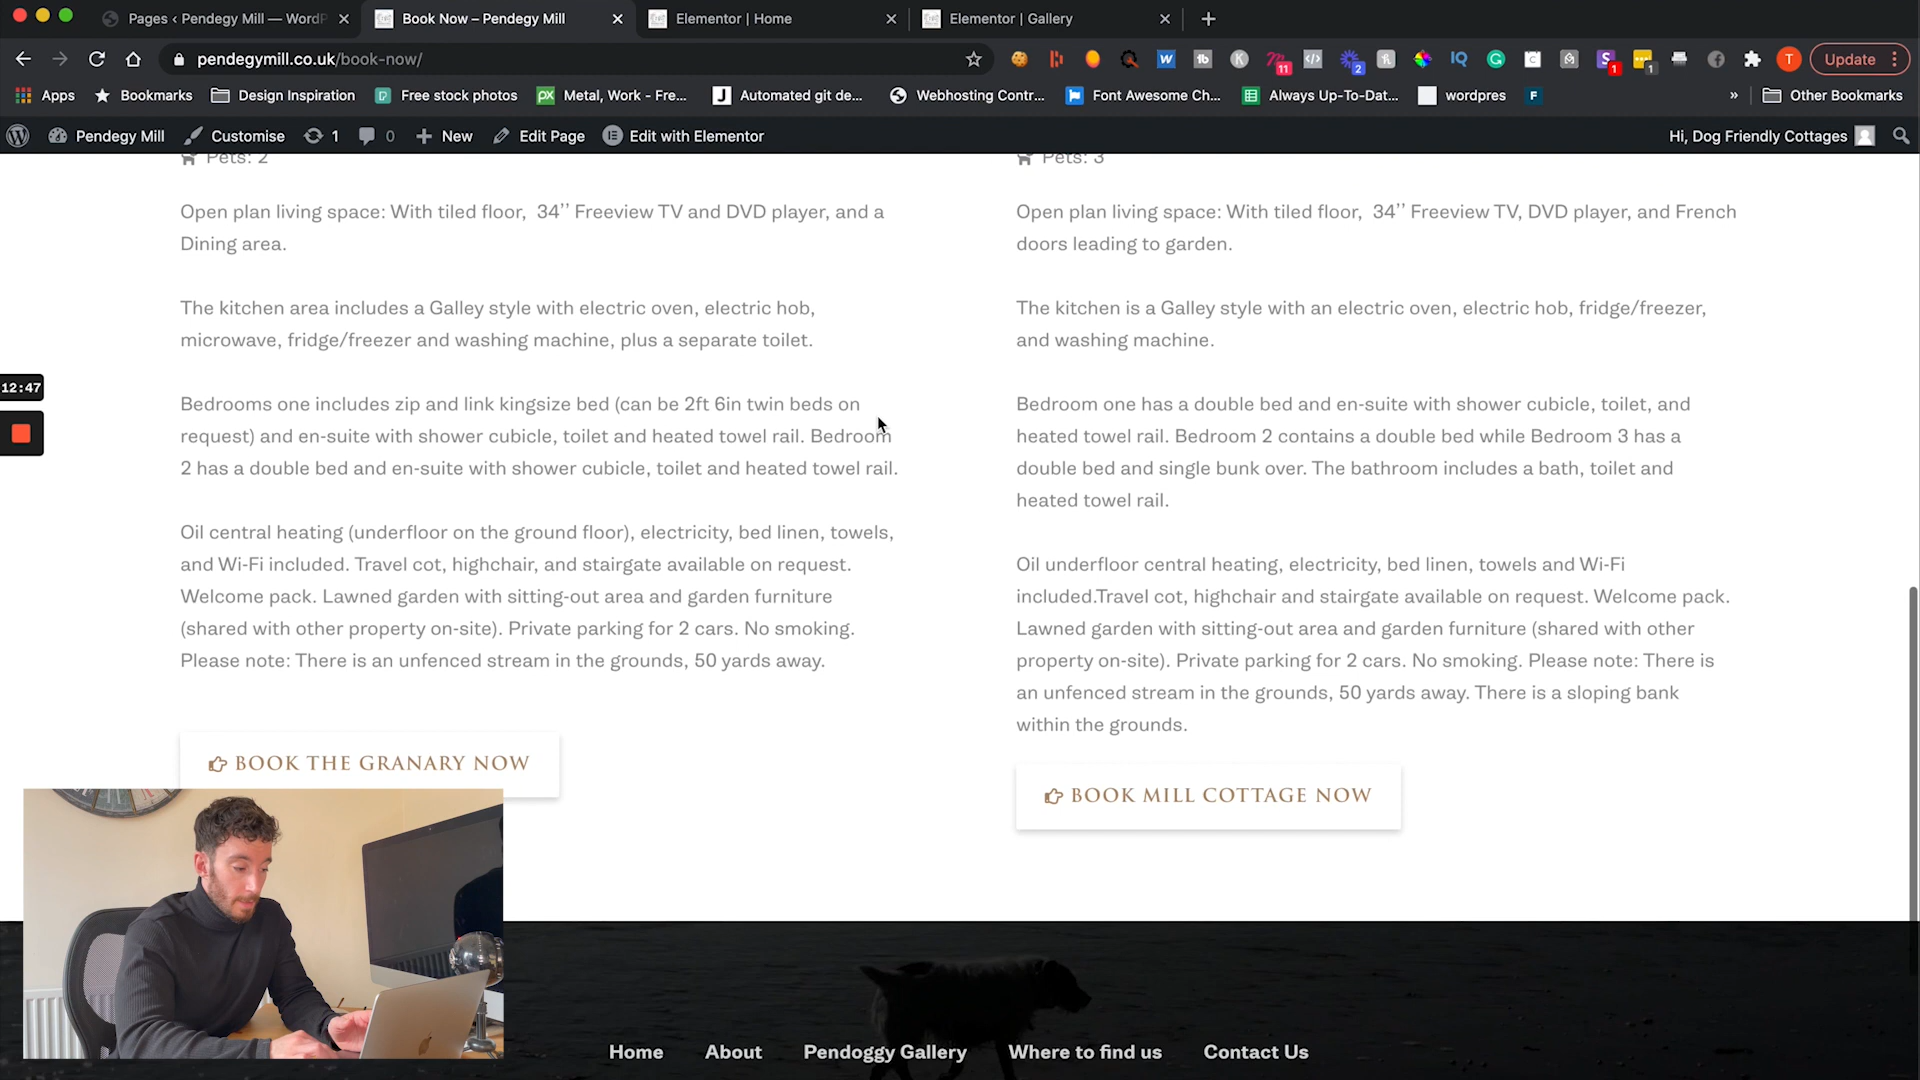 Pages ‹ Pendegy Mill — WordP
Book Now – Pendegy Mill
Elementor | Home
Elementor | Gallery
pendegymill.co.uk/book-now/
11
2
1
1
T
Update
Apps
Bookmarks
Design Inspiration
Free stock photos
Metal, Work - Fre...
Automated git de...
Webhosting Contr...
Font Awesome Ch...
Always Up-To-Dat...
wordpres
F
»
Other Bookmarks
Pendegy Mill
Customise
1
0
New
Edit Page
Edit with Elementor
Hi, Dog Friendly Cottages
Pets: 2
Open plan living space: With tiled floor, 34’’ Freeview TV and DVD player, and a
Dining area.
The kitchen area includes a Galley style with electric oven, electric hob,
microwave, fridge/freezer and washing machine, plus a separate toilet.
Bedrooms one includes zip and link kingsize bed (can be 2ft 6in twin beds on
request) and en-suite with shower cubicle, toilet and heated towel rail. Bedroom
2 has a double bed and en-suite with shower cubicle, toilet and heated towel rail.
Oil central heating (underfloor on the ground floor), electricity, bed linen, towels,
and Wi-Fi included. Travel cot, highchair, and stairgate available on request.
Welcome pack. Lawned garden with sitting-out area and garden furniture
(shared with other property on-site). Private parking for 2 cars. No smoking.
Please note: There is an unfenced stream in the grounds, 50 yards away.
BOOK THE GRANARY NOW
Pets: 3
Open plan living space: With tiled floor, 34’’ Freeview TV, DVD player, and French
doors leading to garden.
The kitchen is a Galley style with an electric oven, electric hob, fridge/freezer,
and washing machine.
Bedroom one has a double bed and en-suite with shower cubicle, toilet, and
heated towel rail. Bedroom 2 contains a double bed while Bedroom 3 has a
double bed and single bunk over. The bathroom includes a bath, toilet and
heated towel rail.
Oil underfloor central heating, electricity, bed linen, towels and Wi-Fi
included.Travel cot, highchair and stairgate available on request. Welcome pack.
Lawned garden with sitting-out area and garden furniture (shared with other
property on-site). Private parking for 2 cars. No smoking. Please note: There is
an unfenced stream in the grounds, 50 yards away. There is a sloping bank
within the grounds.
BOOK MILL COTTAGE NOW
12:47
Home
About
Pendoggy Gallery
Where to find us
Contact Us